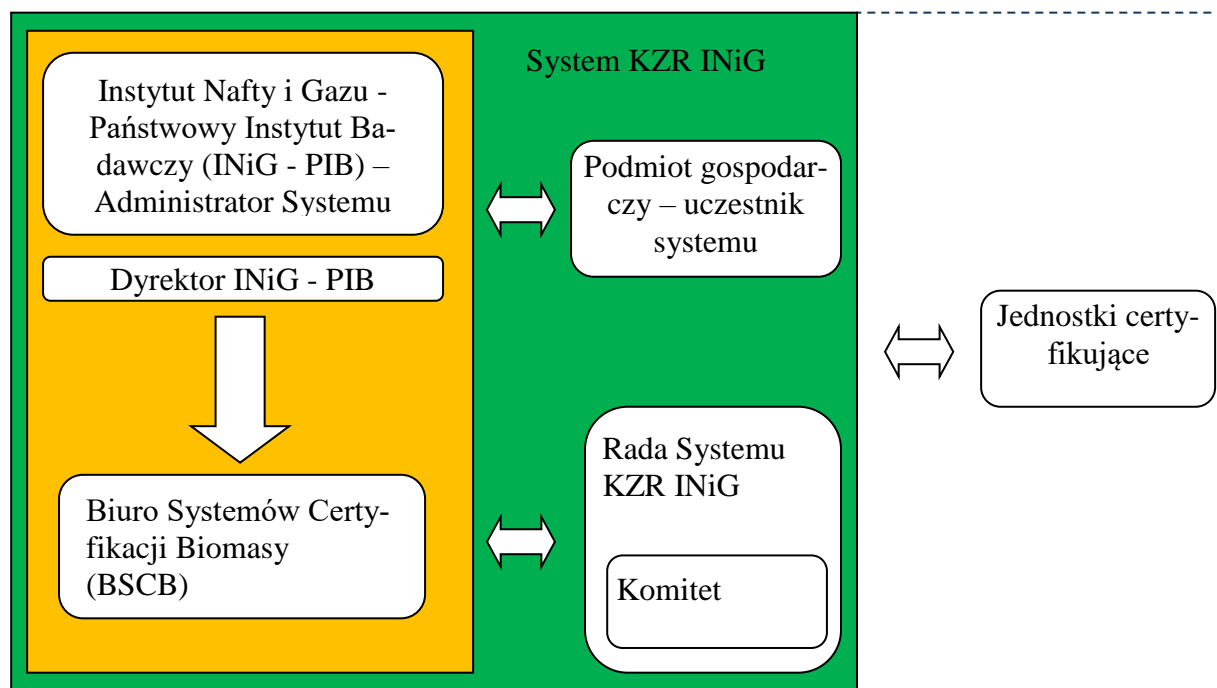 System KZR INiG
Instytut Nafty i Gazu -
Państwowy Instytut Ba-
dawczy (INiG - PIB) –
Administrator Systemu
Dyrektor INiG - PIB
Biuro Systemów Certy-
fikacji Biomasy
(BSCB)
Podmiot gospodar-
czy – uczestnik
systemu
Rada Systemu
KZR INiG
Komitet
Jednostki certy-
fikujące